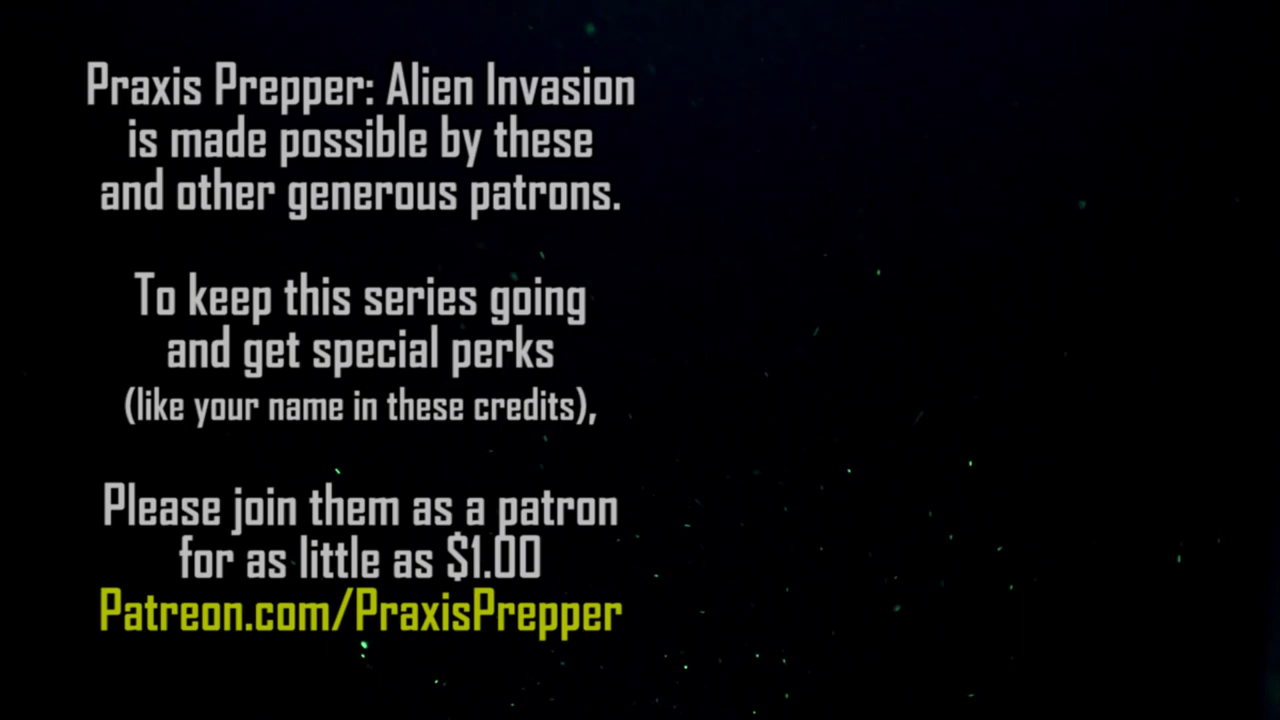 Praxis Prepper: Alien Invasion
is made possible by these
and other generous patrons.
To keep this series going
and get special perks
(like your name in these credits),
Please join them as a patron
for as little as $1.00
Patreon.com/PraxisPrepper